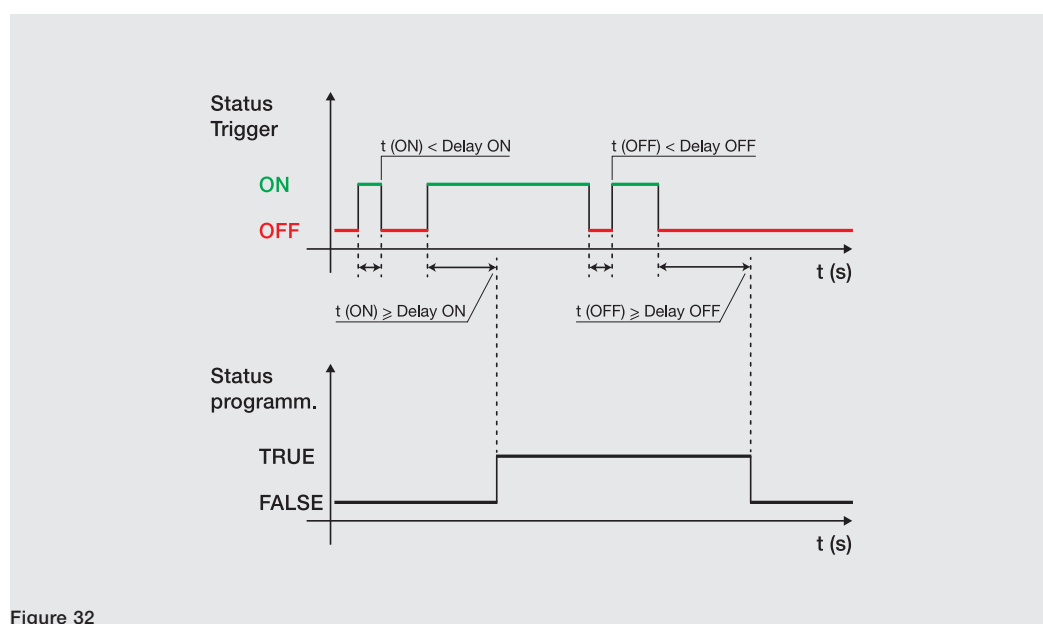 Status
Trigger
t (ON) < Delay ON
t (OFF) < Delay OFF
ON
OFF
t (s)
t (ON) ⩾ Delay ON
t (OFF) ⩾ Delay OFF
Status
programm.
TRUE
FALSE
t (s)
Figure 32